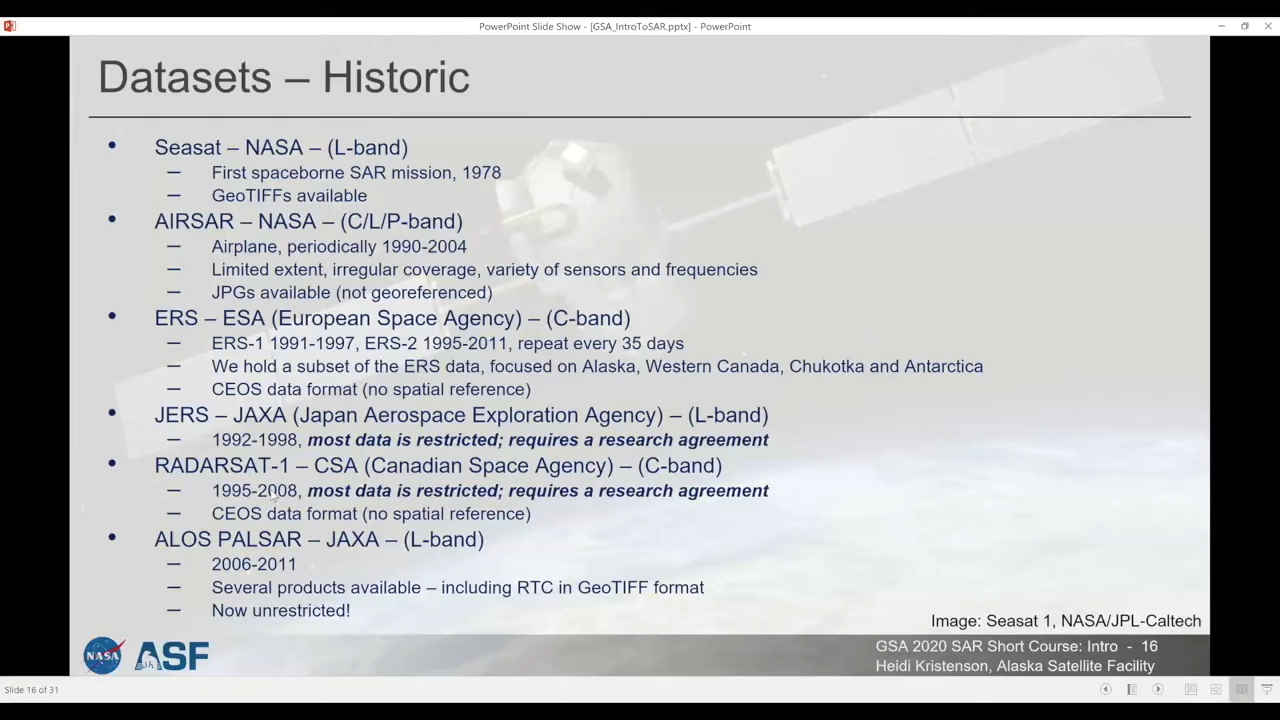 PowerPoint Slide Show - [GSA_IntroToSAR.pptx] - PowerPoint
Datasets – Historic
• Seasat – NASA – (L-band)
– First spaceborne SAR mission, 1978
– GeoTIFFs available
• AIRSAR – NASA – (C/L/P-band)
– Airplane, periodically 1990-2004
– Limited extent, irregular coverage, variety of sensors and frequencies
– JPGs available (not georeferenced)
• ERS – ESA (European Space Agency) – (C-band)
– ERS-1 1991-1997, ERS-2 1995-2011, repeat every 35 days
– We hold a subset of the ERS data, focused on Alaska, Western Canada, Chukotka and Antarctica
– CEOS data format (no spatial reference)
• JERS – JAXA (Japan Aerospace Exploration Agency) – (L-band)
– 1992-1998, most data is restricted; requires a research agreement
• RADARSAT-1 – CSA (Canadian Space Agency) – (C-band)
– 1995-2008, most data is restricted; requires a research agreement
– CEOS data format (no spatial reference)
• ALOS PALSAR – JAXA – (L-band)
– 2006-2011
– Several products available – including RTC in GeoTIFF format
– Now unrestricted!
Image: Seasat 1, NASA/JPL-Caltech
NASA ASF
GSA 2020 SAR Short Course: Intro - 16
Heidi Kristenson, Alaska Satellite Facility
Slide 16 of 31